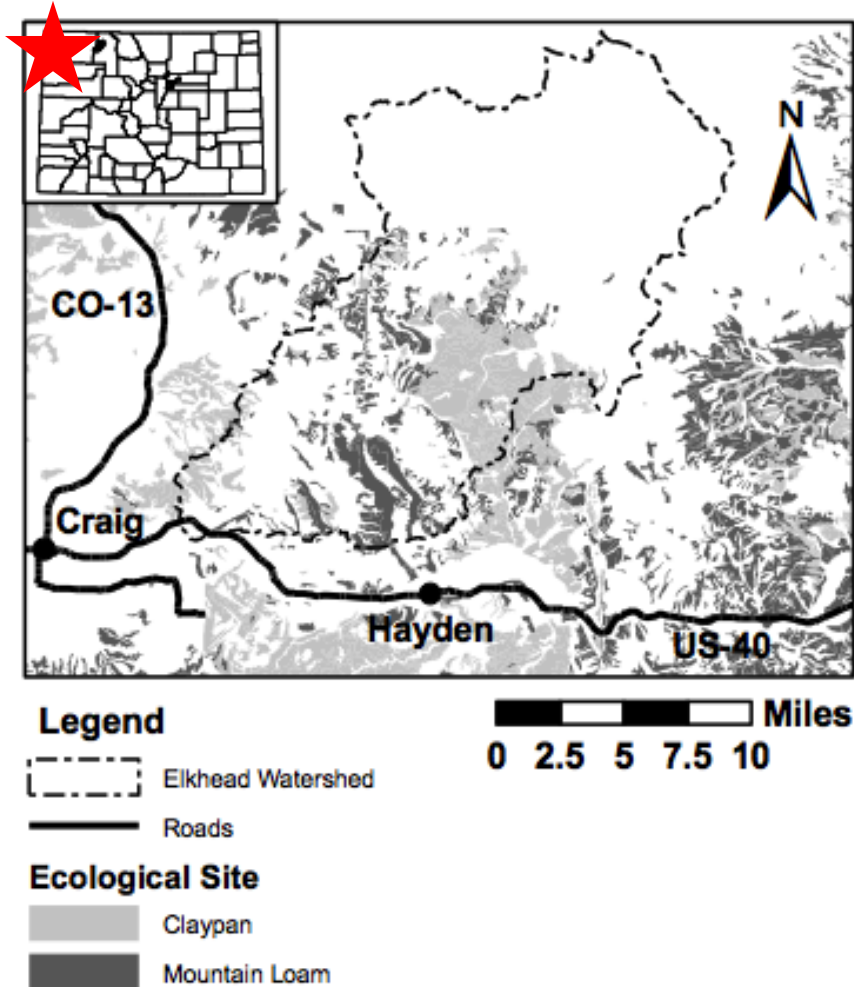 N
CO-13
Craig
Hayden
US-40
Legend
Miles
0 2.5 5 7.5 10
Elkhead Watershed
Roads
Ecological Site
Claypan
Mountain Loam